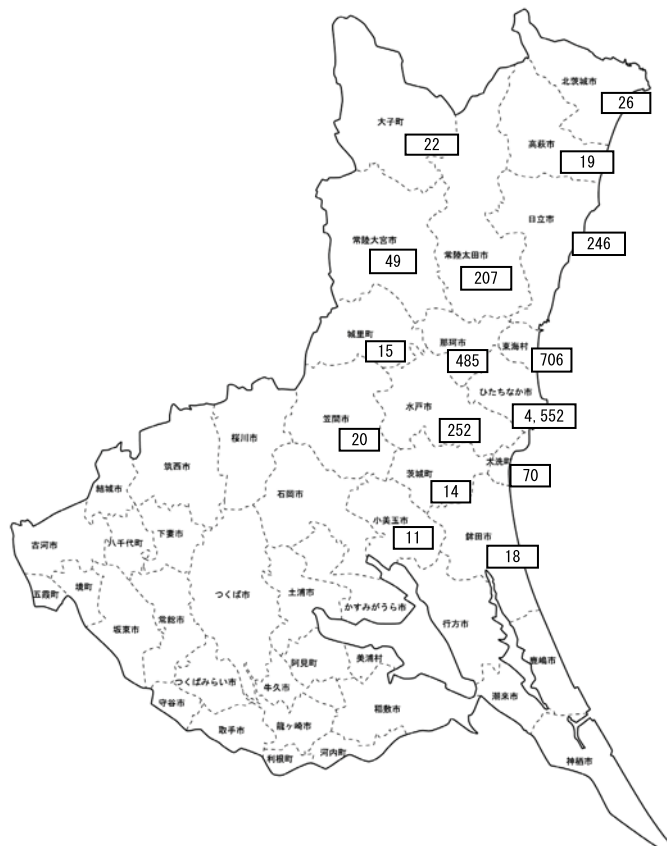 北茨城市
26
大子町
22
高萩市
19
日立市
246
常陸大宮市
49
常陸太田市
207
城里町
15
那珂市
485
東海村
706
ひたちなか市
4,552
水戸市
252
笠間市
20
桜川市
筑西市
結城市
茨城町
14
大洗町
70
石岡市
小美玉市
11
鉾田市
18
古河市
八千代町
下妻市
五霞町
境町
坂東市
常総市
つくば市
土浦市
かすみがうら市
行方市
鹿嶋市
つくばみらい市
守谷市
取手市
牛久市
阿見町
美浦村
稲敷市
龍ヶ崎市
利根町
河内町
潮来市
神栖市